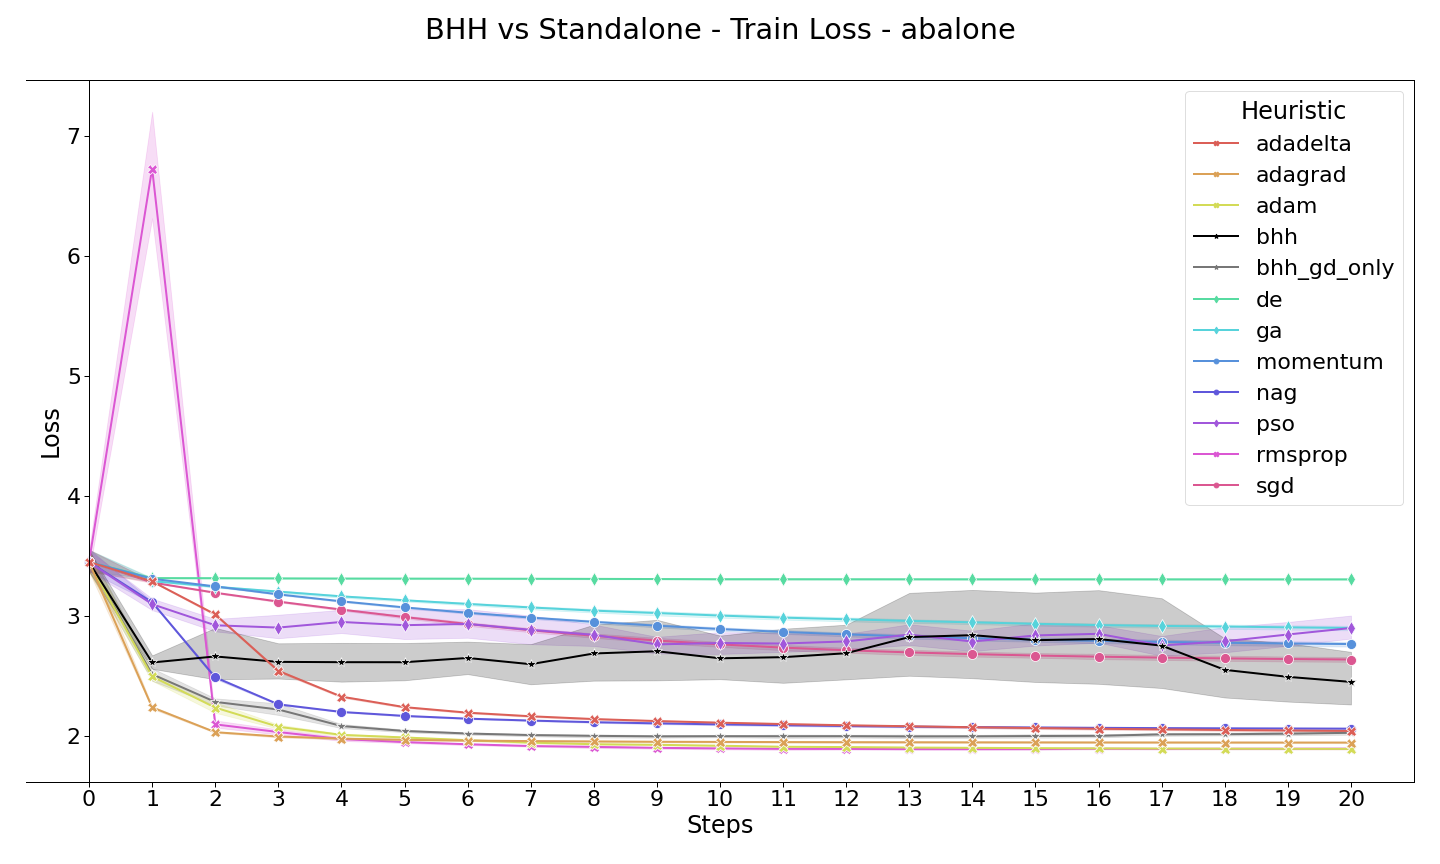 BHH vs Standalone - Train Loss - abalone
Heuristic
adadelta
adagrad
adam
bhh
bhh_gd_only
de
ga
momentum
nag
pso
rmsprop
sgd
7
6
5
4
3
2
Loss
0 1 2 3 4 5 6 7 8 9 10 11 12 13 14 15 16 17 18 19 20
Steps